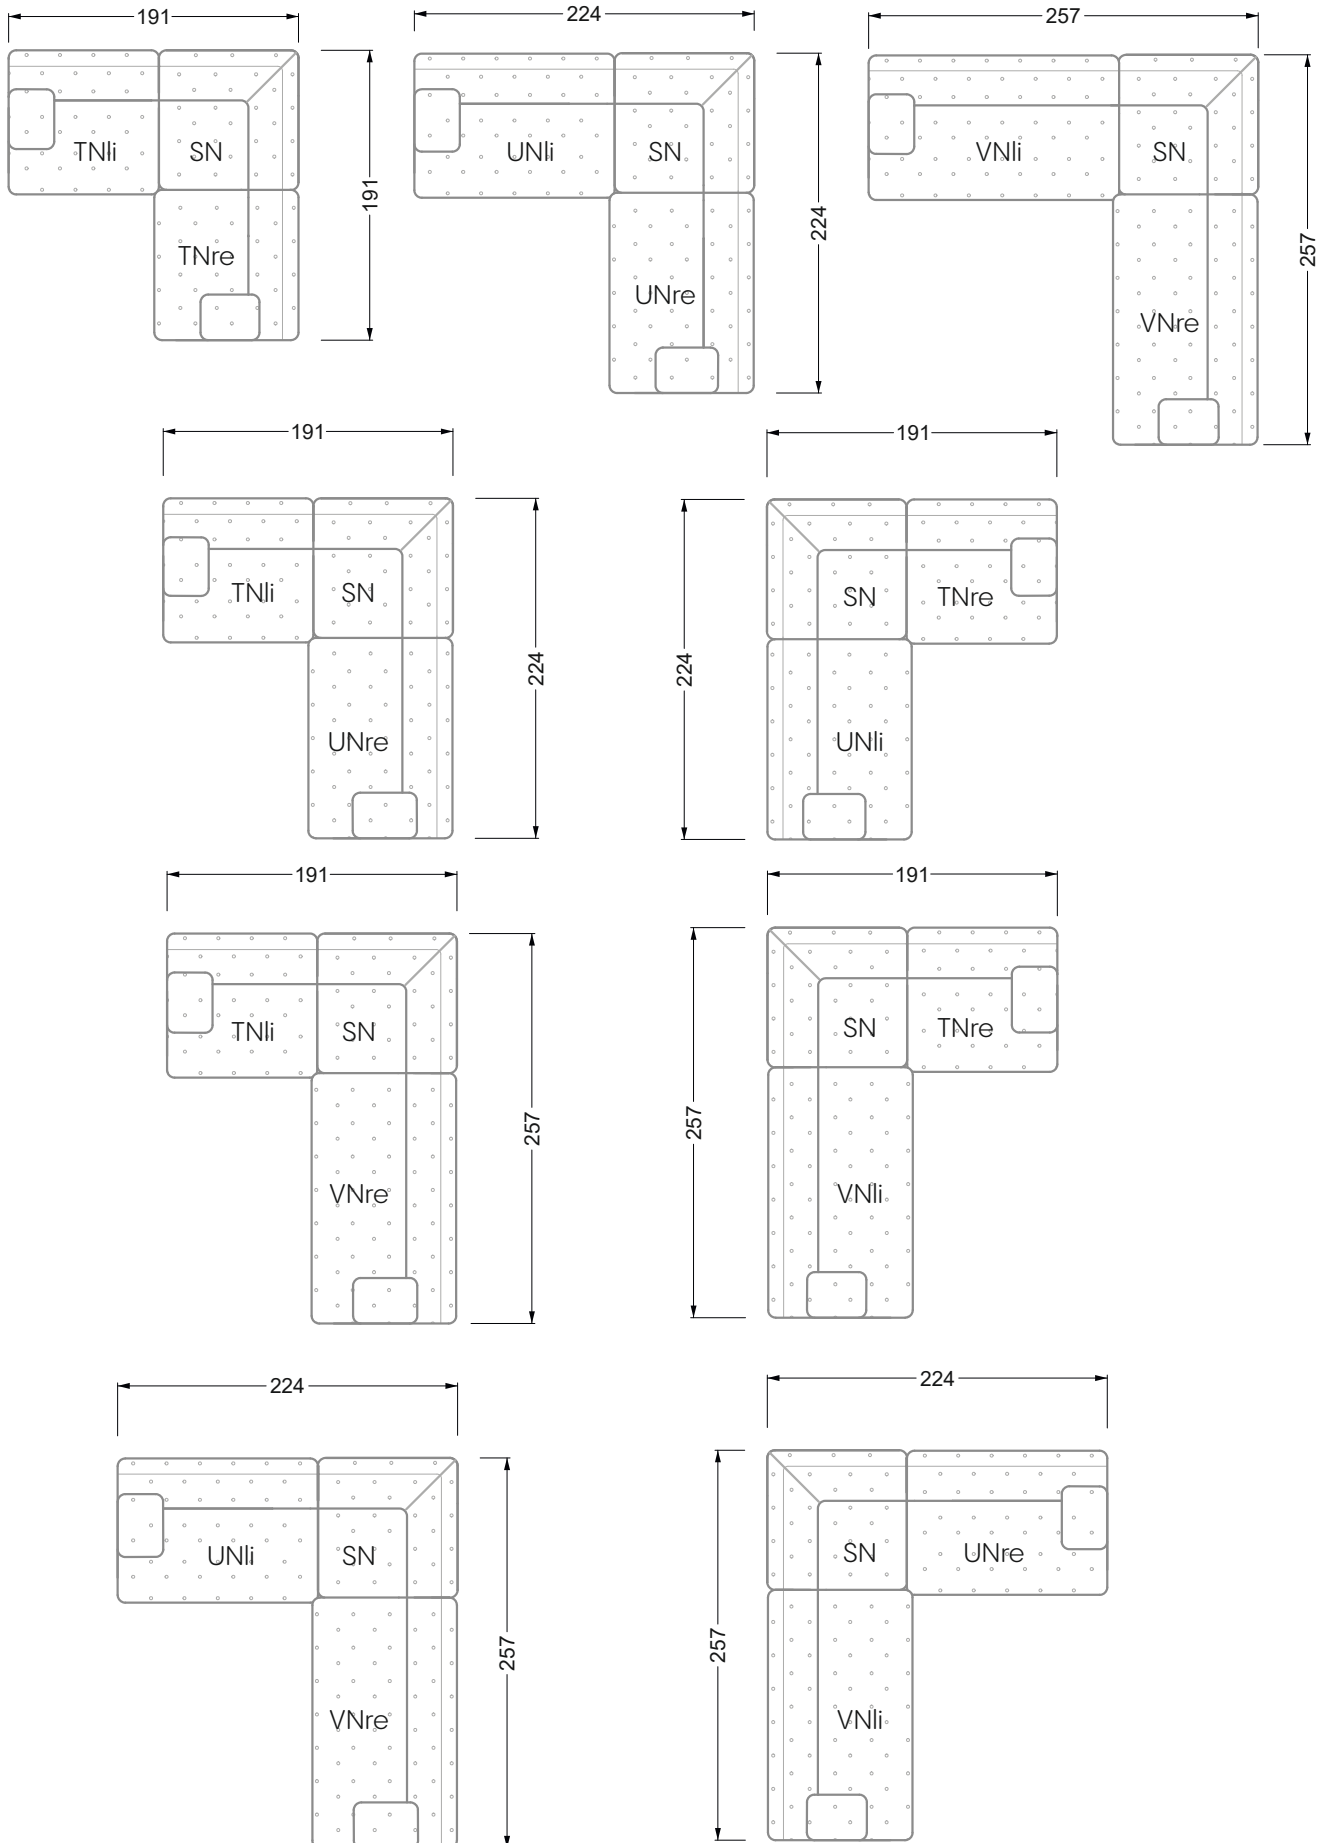 191
224
257
TNli SN
191
TNre
UNli SN
224
UNre
VNli SN
257
VNre
191
TNli SN
224
UNre
191
224
SN TNre
UNli
191
TNli SN
257
VNre
191
257
SN TNre
VNli
224
UNli SN
257
VNre
224
257
SN UNre
VNli